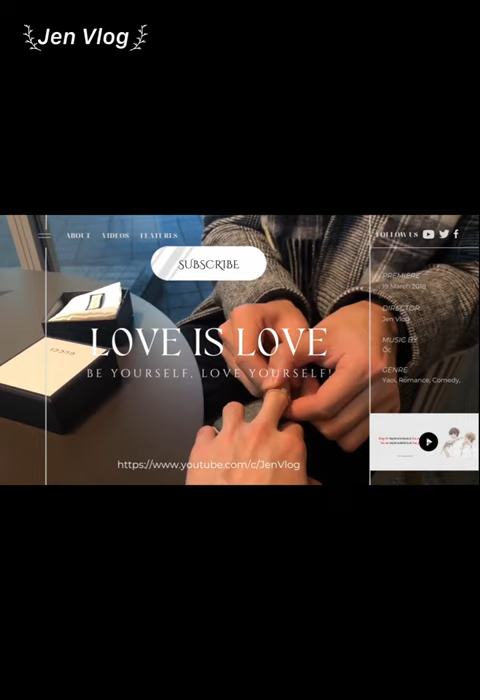 Jen Vlog
ABOUT VIDEOS FEATURES
FOLLOW US
SUBSCRIBE
PREMIERE
19 March 2018
DIRECTOR
Jen Vlog
MUSIC BY
GENRE
Yaoi, Romance, Comedy,
LOVE IS LOVE
BE YOURSELF, LOVE YOURSELF!
GUCCI
https://www.youtube.com/c/JenVlog